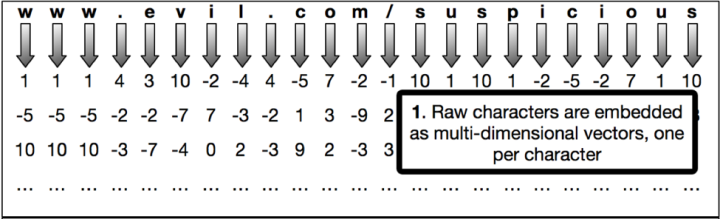 w w w . e v i l . c o m / s u s p i c i o u s
1 1 1 4 3 10 -2 -4 4 -5 7 -2 -1 10 1 10 1 -2 -5 -2 7 1 10
-5 -5 -5 -2 -2 -7 7 -3 -2 1 3 -9 2
10 10 10 -3 -7 -4 0 2 -3 9 2 -3 3
... ... ... ... ... ... ... ... ... ... ... ... ... ... ... ... ... ... ... ... ... ... ...
1. Raw characters are embedded
as multi-dimensional vectors, one
per character